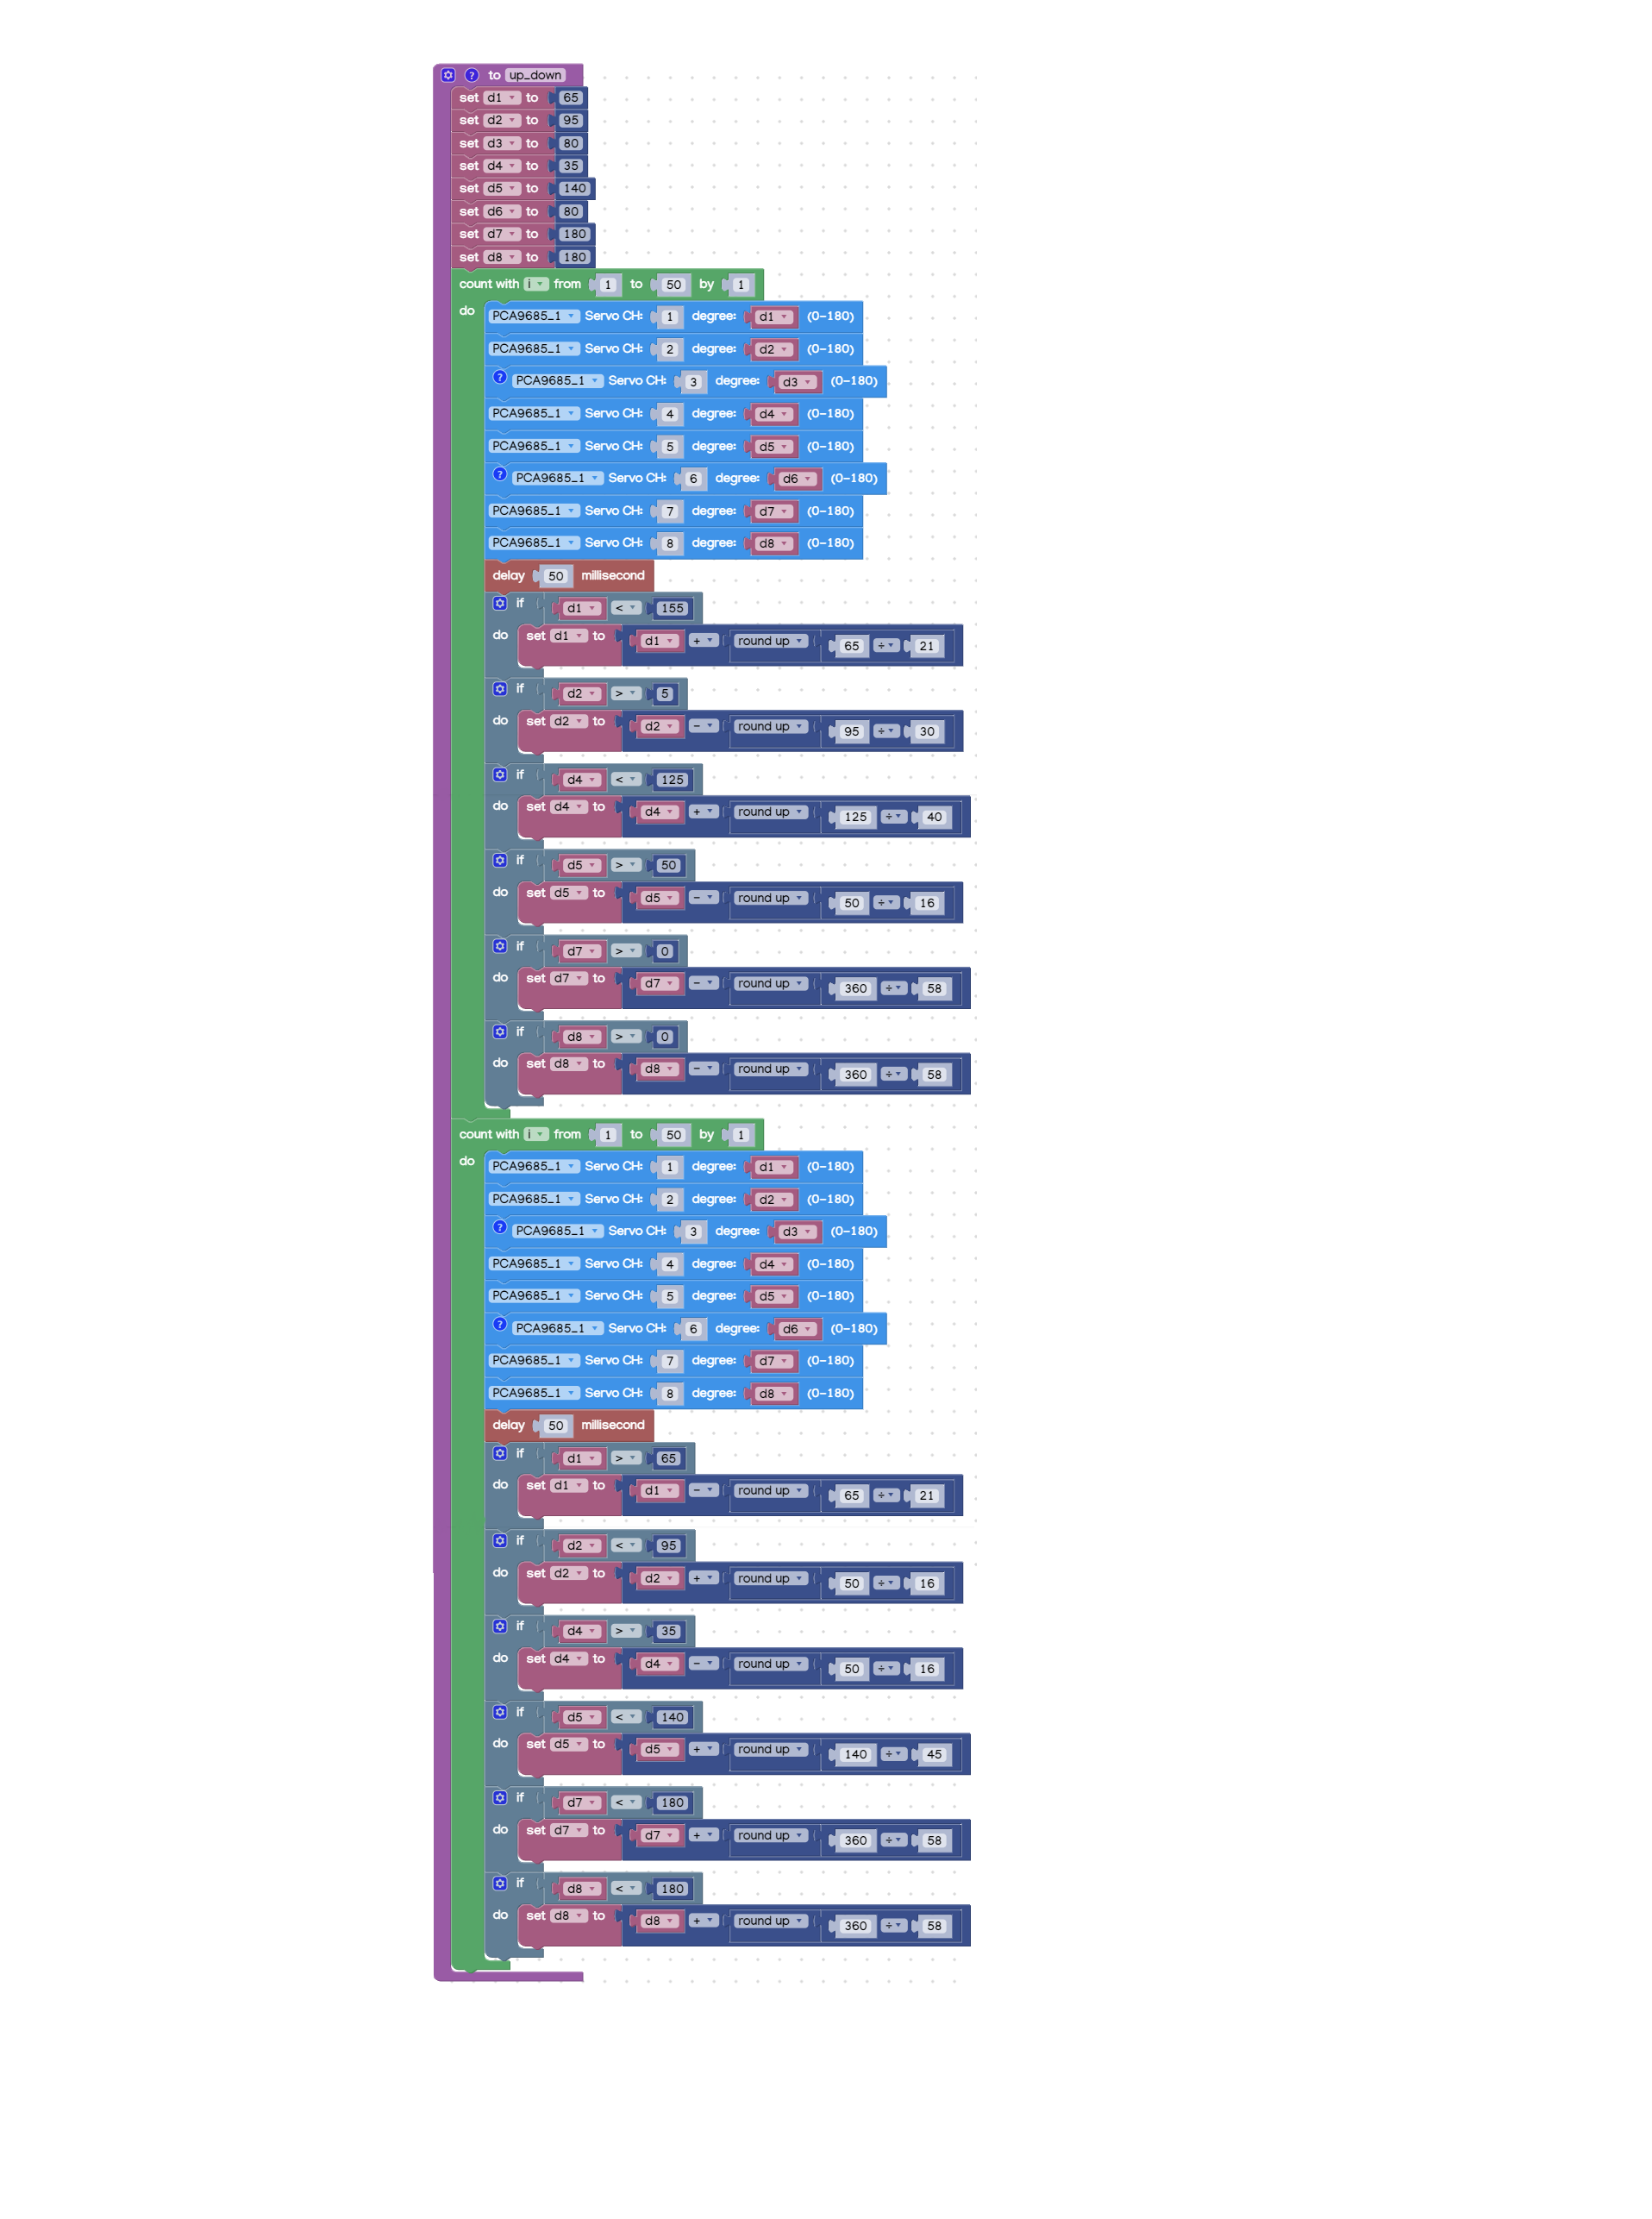 to up_down
set d1 to 65
set d2 to 95
set d3 to 80
set d4 to 35
set d5 to 140
set d6 to 80
set d7 to 180
set d8 to 180
count with i from 1 to 50 by 1
do
PCA9685_1 Servo CH: 1 degree: d1 (0-180)
PCA9685_1 Servo CH: 2 degree: d2 (0-180)
PCA9685_1 Servo CH: 3 degree: d3 (0-180)
PCA9685_1 Servo CH: 4 degree: d4 (0-180)
PCA9685_1 Servo CH: 5 degree: d5 (0-180)
PCA9685_1 Servo CH: 6 degree: d6 (0-180)
PCA9685_1 Servo CH: 7 degree: d7 (0-180)
PCA9685_1 Servo CH: 8 degree: d8 (0-180)
delay 50 millisecond
if d1 < 155
do set d1 to d1 + round up 65 ÷ 21
if d2 > 5
do set d2 to d2 - round up 95 ÷ 30
if d4 < 125
do set d4 to d4 + round up 125 ÷ 40
if d5 > 50
do set d5 to d5 - round up 50 ÷ 16
if d7 > 0
do set d7 to d7 - round up 360 ÷ 58
if d8 > 0
do set d8 to d8 - round up 360 ÷ 58
count with i from 1 to 50 by 1
do
PCA9685_1 Servo CH: 1 degree: d1 (0-180)
PCA9685_1 Servo CH: 2 degree: d2 (0-180)
PCA9685_1 Servo CH: 3 degree: d3 (0-180)
PCA9685_1 Servo CH: 4 degree: d4 (0-180)
PCA9685_1 Servo CH: 5 degree: d5 (0-180)
PCA9685_1 Servo CH: 6 degree: d6 (0-180)
PCA9685_1 Servo CH: 7 degree: d7 (0-180)
PCA9685_1 Servo CH: 8 degree: d8 (0-180)
delay 50 millisecond
if d1 > 65
do set d1 to d1 - round up 65 ÷ 21
if d2 < 95
do set d2 to d2 + round up 50 ÷ 16
if d4 > 35
do set d4 to d4 - round up 50 ÷ 16
if d5 < 140
do set d5 to d5 + round up 140 ÷ 45
if d7 < 180
do set d7 to d7 + round up 360 ÷ 58
if d8 < 180
do set d8 to d8 + round up 360 ÷ 58